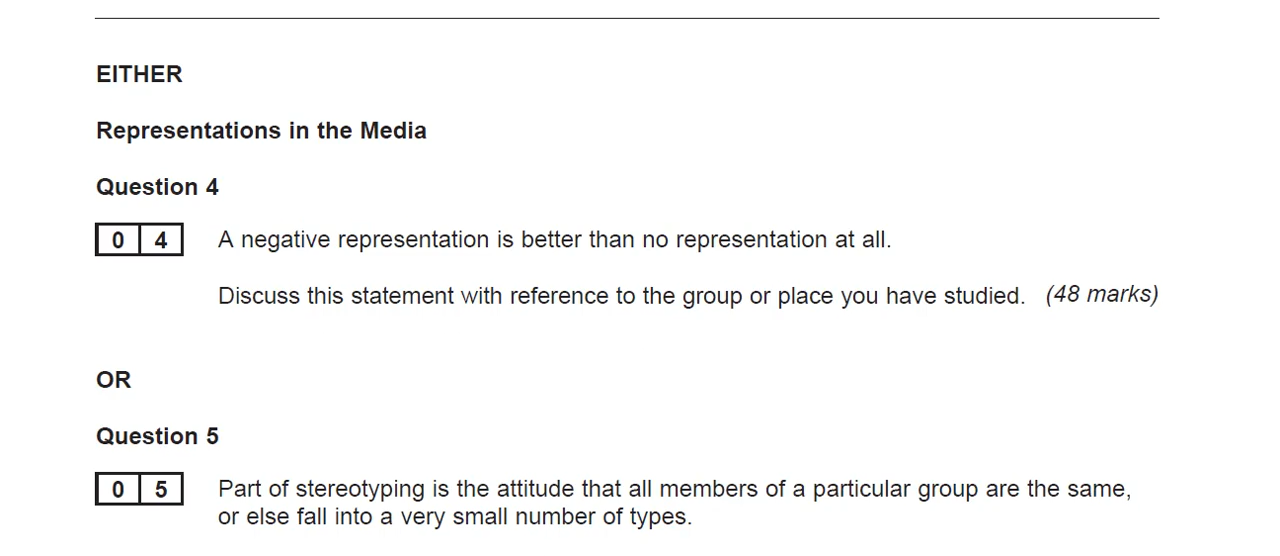 EITHER
Representations in the Media
Question 4
0 4 A negative representation is better than no representation at all.
Discuss this statement with reference to the group or place you have studied. (48 marks)
OR
Question 5
0 5 Part of stereotyping is the attitude that all members of a particular group are the same,
or else fall into a very small number of types.